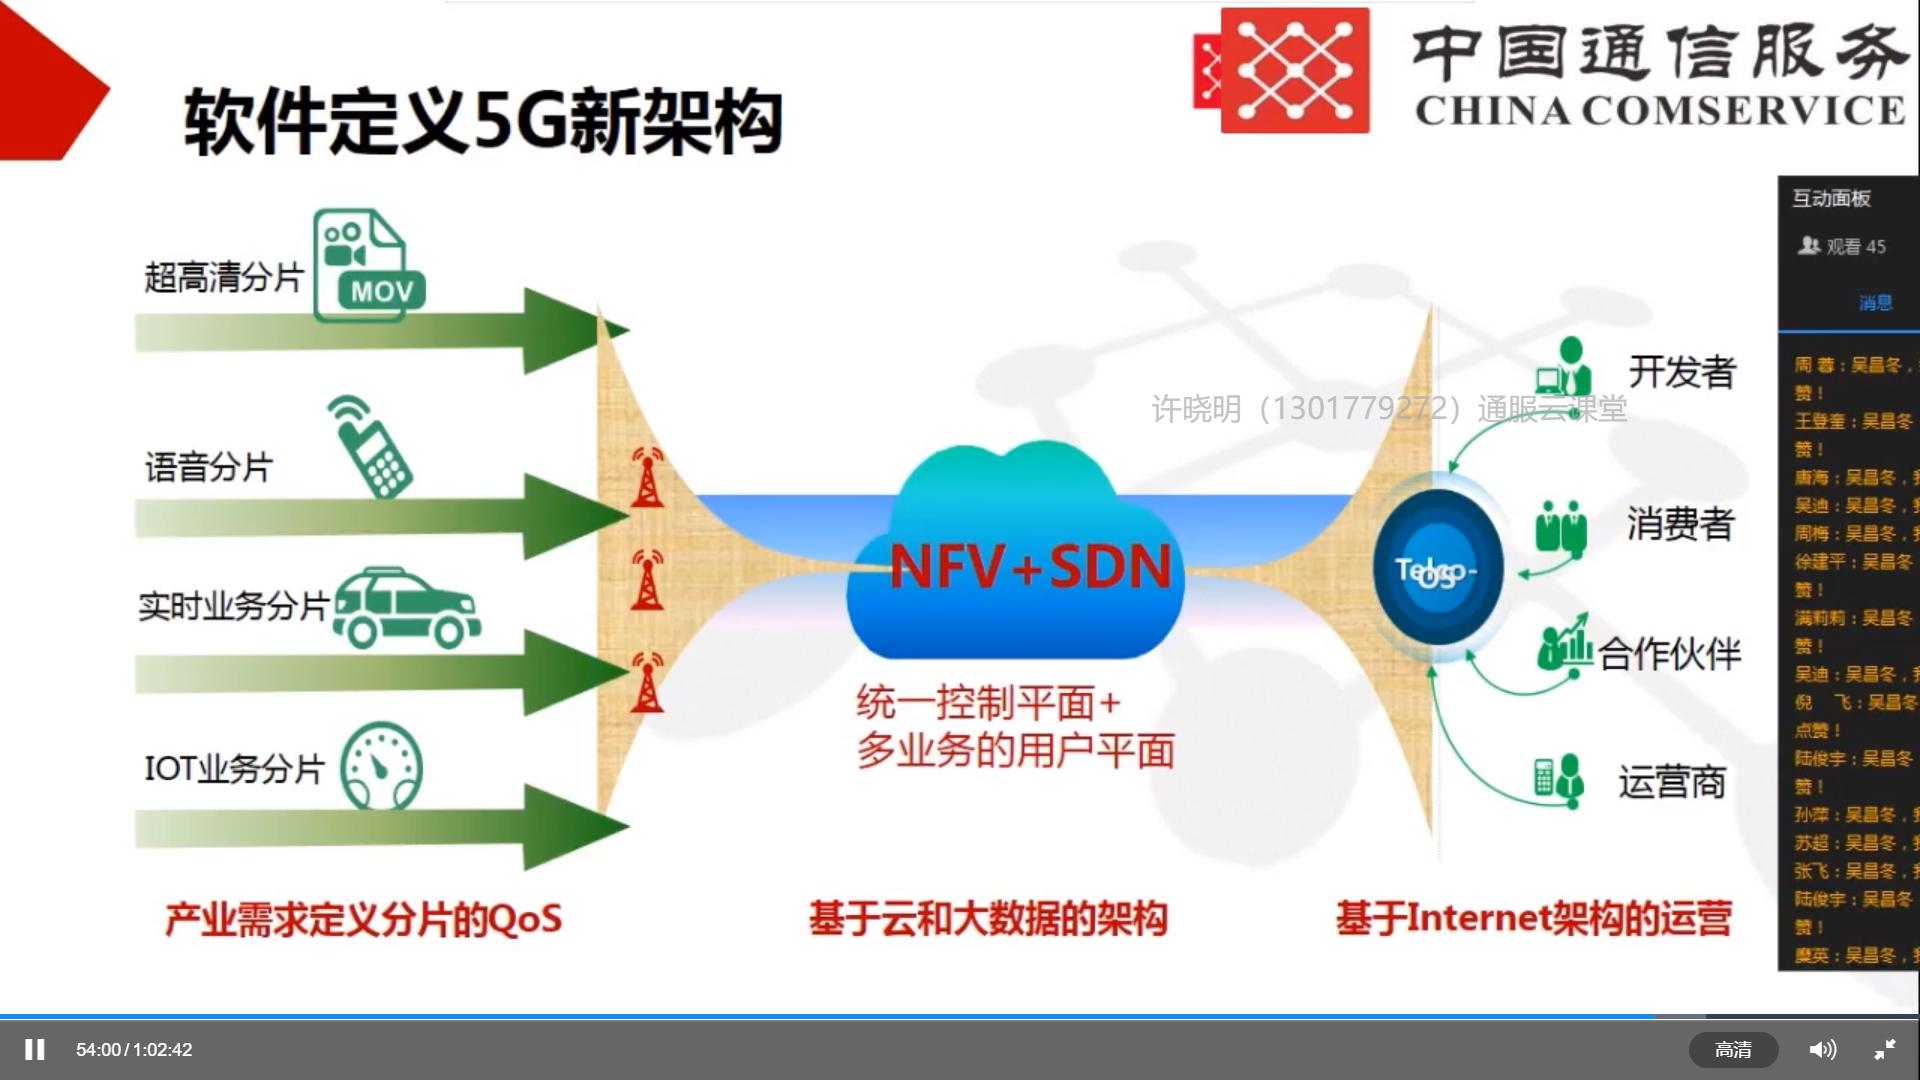 中国通信服务
CHINA COMSERVICE
软件定义5G新架构
超高清分片
MOV
语音分片
实时业务分片
IOT业务分片
NFV+SDN
统一控制平面+
多业务的用户平面
Telco-
OS
开发者
消费者
合作伙伴
运营商
许晓明（1301779272）通服云课堂
产业需求定义分片的QoS
基于云和大数据的架构
基于Internet架构的运营
互动面板
观看 45
消息
周 蓉：吴昌冬，
赞！
王登奎：吴昌冬
赞！
唐海：吴昌冬，我
吴迪：吴昌冬，我
周梅：吴昌冬，我
徐建平：吴昌冬
赞！
满莉莉：吴昌冬
赞！
吴迪：吴昌冬，我
倪 飞：吴昌冬
点赞！
陆俊宇：吴昌冬
赞！
孙萍：吴昌冬，我
苏超：吴昌冬，我
张飞：吴昌冬，我
陆俊宇：吴昌冬
赞！
糜英：吴昌冬，我
54:00/1:02:42
高清